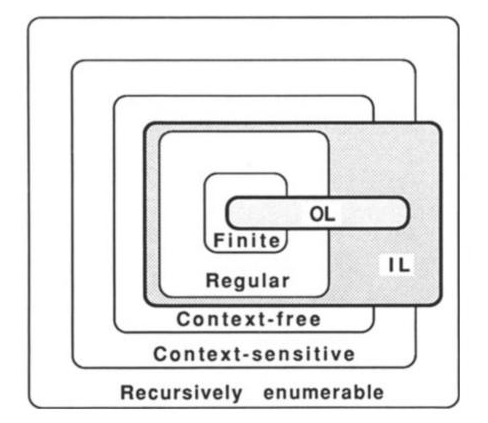 OL
Finite
IL
Regular
Context-free
Context-sensitive
Recursively enumerable